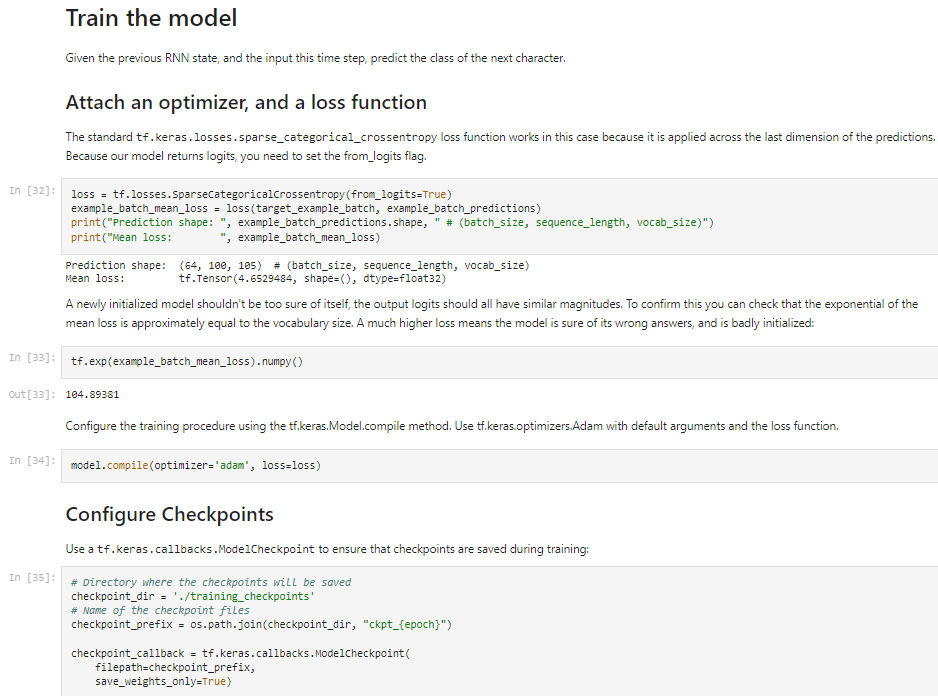 Train the model
Given the previous RNN state, and the input this time step, predict the class of the next character.
Attach an optimizer, and a loss function
The standard tf.keras.losses.sparse_categorical_crossentropy loss function works in this case because it is applied across the last dimension of the predictions.
Because our model returns logits, you need to set the from_logits flag.
In [32]:
loss = tf.losses.SparseCategoricalCrossentropy(from_logits=True)
example_batch_mean_loss = loss(target_example_batch, example_batch_predictions)
print("Prediction shape: ", example_batch_predictions.shape, " # (batch_size, sequence_length, vocab_size)")
print("Mean loss:        ", example_batch_mean_loss)
Prediction shape:  (64, 100, 105)  # (batch_size, sequence_length, vocab_size)
Mean loss:         tf.Tensor(4.6529484, shape=(), dtype=float32)
A newly initialized model shouldn't be too sure of itself, the output logits should all have similar magnitudes. To confirm this you can check that the exponential of the
mean loss is approximately equal to the vocabulary size. A much higher loss means the model is sure of its wrong answers, and is badly initialized:
In [33]:
tf.exp(example_batch_mean_loss).numpy()
Out[33]: 104.89381
Configure the training procedure using the tf.keras.Model.compile method. Use tf.keras.optimizers.Adam with default arguments and the loss function.
In [34]:
model.compile(optimizer='adam', loss=loss)
Configure Checkpoints
Use a tf.keras.callbacks.ModelCheckpoint to ensure that checkpoints are saved during training:
In [35]:
# Directory where the checkpoints will be saved
checkpoint_dir = './training_checkpoints'
# Name of the checkpoint files
checkpoint_prefix = os.path.join(checkpoint_dir, "ckpt_{epoch}")
checkpoint_callback = tf.keras.callbacks.ModelCheckpoint(
    filepath=checkpoint_prefix,
    save_weights_only=True)